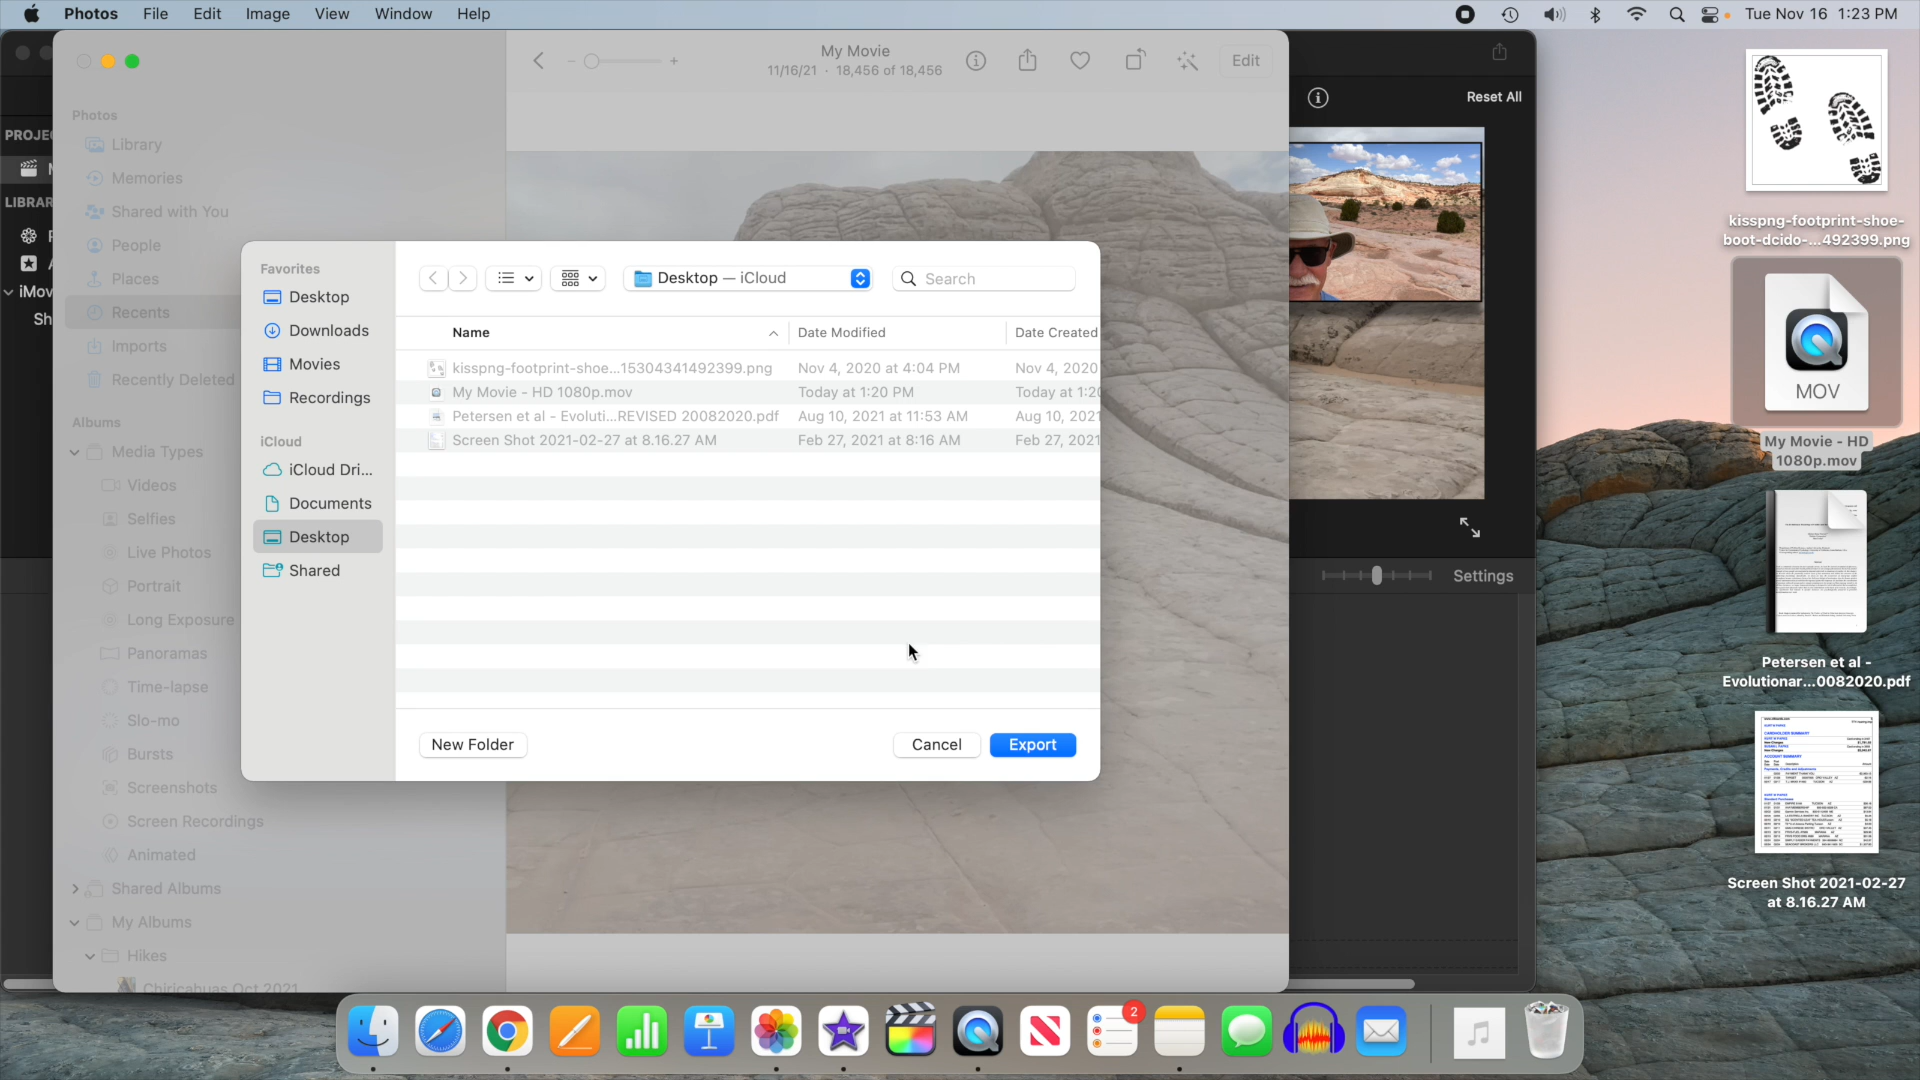 Photos File Edit Image View Window Help
Tue Nov 16 1:23 PM
My Movie
11/16/21 · 18,456 of 18,456
Edit
Reset All
PROJE
LIBRAR
iMov
Sh
Photos
Library
Memories
Shared with You
People
Places
Recents
Imports
Recently Deleted
Albums
Media Types
Videos
Selfies
Live Photos
Portrait
Long Exposure
Panoramas
Time-lapse
Slo-mo
Bursts
Screenshots
Screen Recordings
Animated
Shared Albums
My Albums
Hikes
Chiricahuas Oct 2021
Favorites
Desktop
Downloads
Movies
Recordings
iCloud
iCloud Dri...
Documents
Desktop
Shared
Desktop — iCloud
Search
Name Date Modified Date Created
kisspng-footprint-shoe...15304341492399.png Nov 4, 2020 at 4:04 PM Nov 4, 2020
My Movie - HD 1080p.mov Today at 1:20 PM Today at 1:20
Petersen et al - Evoluti...REVISED 20082020.pdf Aug 10, 2021 at 11:53 AM Aug 10, 2021
Screen Shot 2021-02-27 at 8.16.27 AM Feb 27, 2021 at 8:16 AM Feb 27, 2021
New Folder Cancel Export
Settings
kisspng-footprint-shoe-
boot-dcido-...492399.png
MOV
My Movie - HD
1080p.mov
Petersen et al -
Evolutionar...0082020.pdf
CARDHOLDER SUMMARY
ACCOUNT SUMMARY
Screen Shot 2021-02-27
at 8.16.27 AM
2